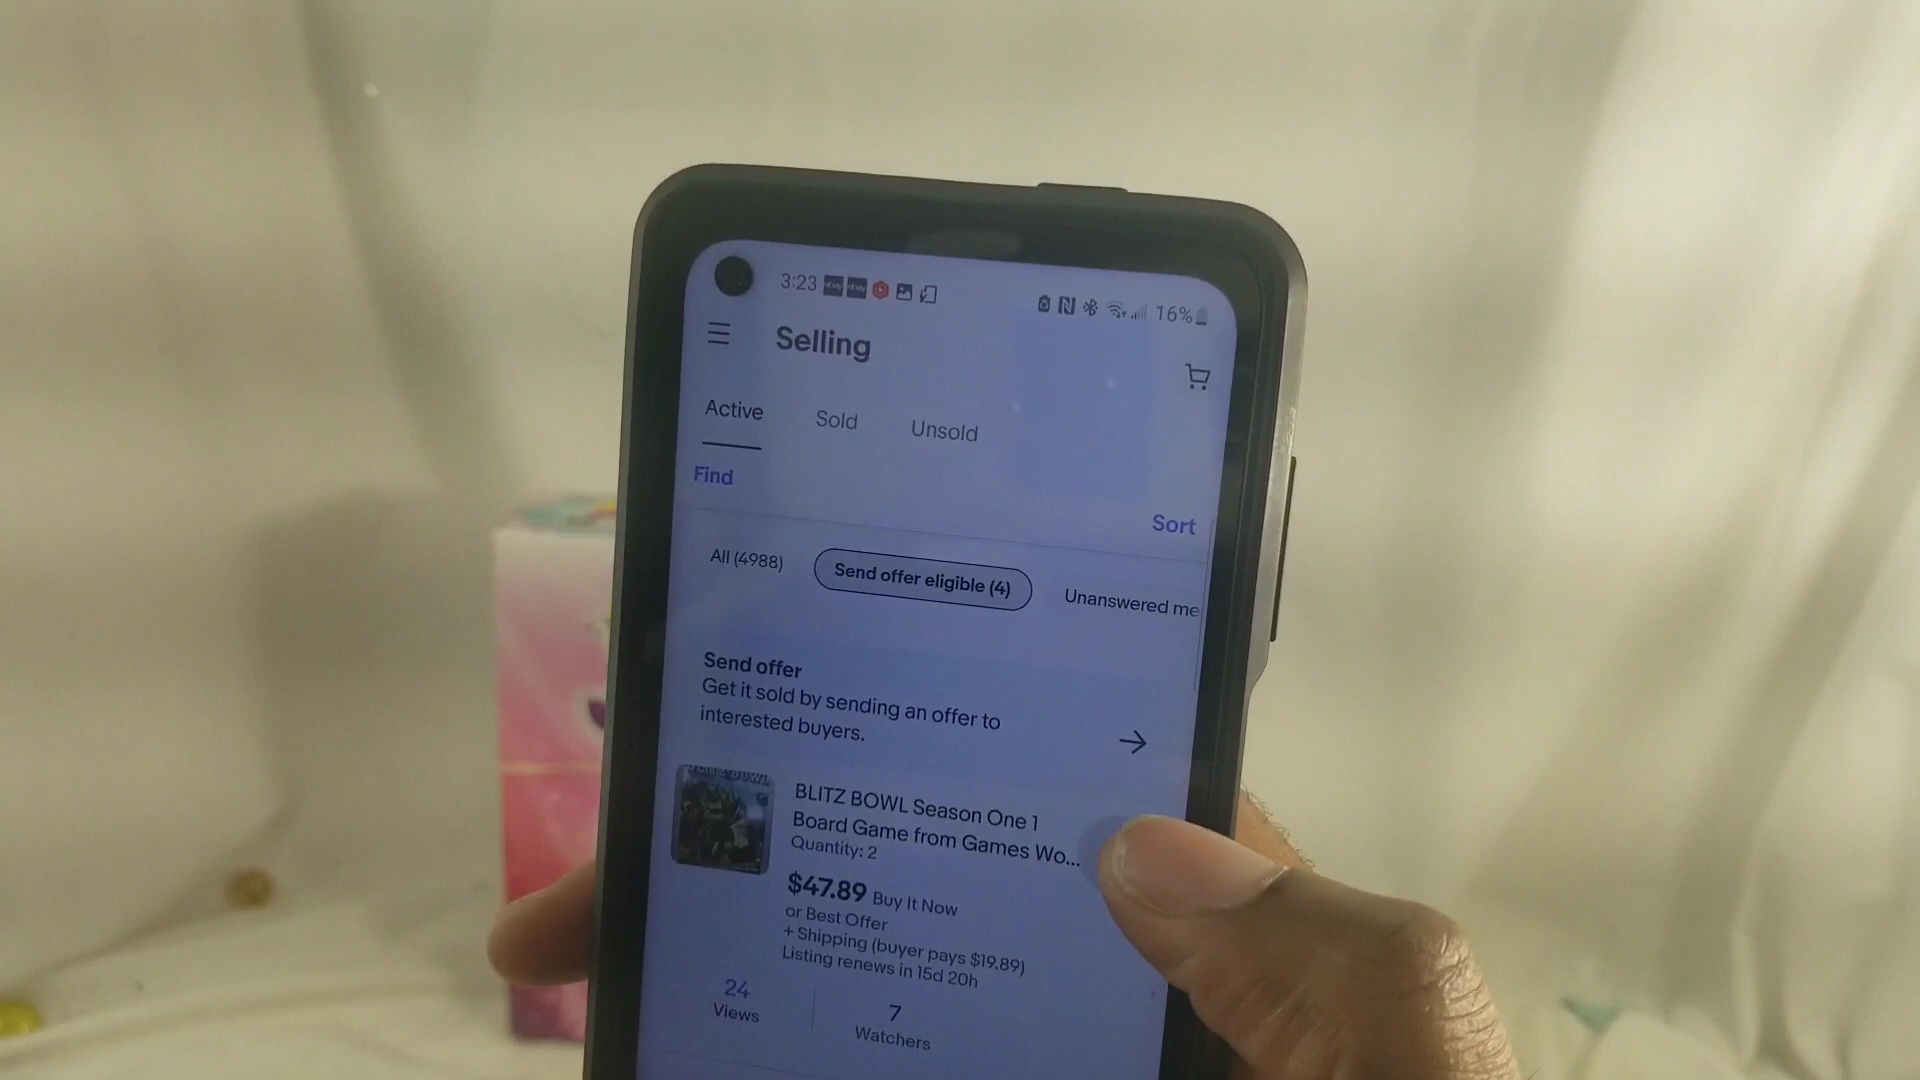 3:23 ebay ebay 16%
Selling
Active Sold Unsold
Find
Sort
All (4988) Send offer eligible (4) Unanswered me
Send offer
Get it sold by sending an offer to
interested buyers.
BLITZ BOWL Season One 1
Board Game from Games Wo...
Quantity: 2
$47.89 Buy It Now
or Best Offer
+ Shipping (buyer pays $19.89)
Listing renews in 15d 20h
24 7
Views Watchers